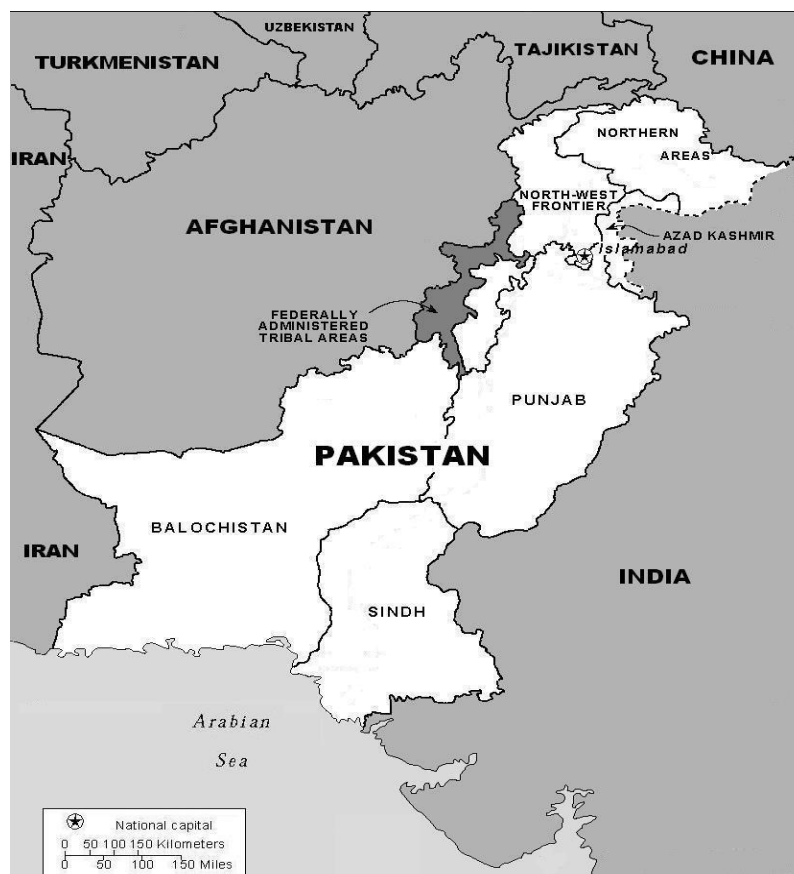 UZBEKISTAN
TURKMENISTAN
TAJIKISTAN
CHINA
IRAN
NORTHERN
AREAS
NORTH-WEST
FRONTIER
AFGHANISTAN
AZAD KASHMIR
Islamabad
FEDERALLY
ADMINISTERED
TRIBAL AREAS
PUNJAB
PAKISTAN
BALOCHISTAN
IRAN
INDIA
SINDH
Arabian
Sea
National capital
0 50 100 150 Kilometers
0 50 100 150 Miles